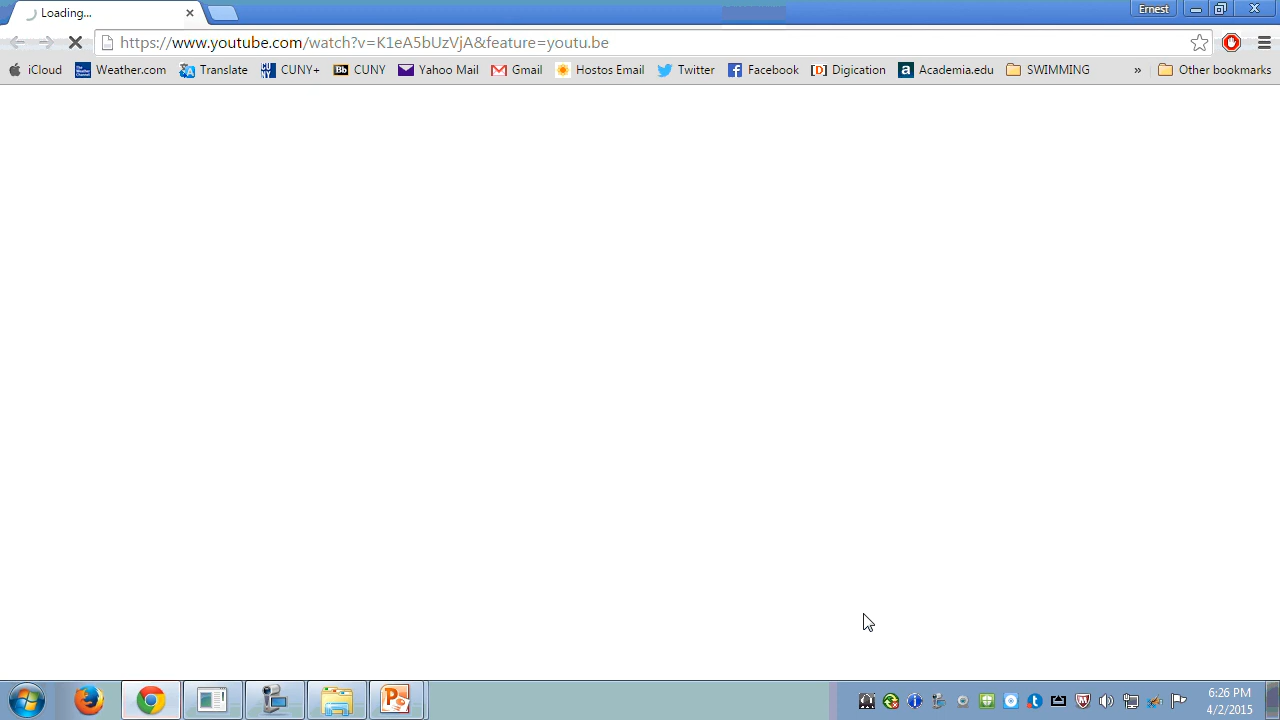 Loading...
Ernest
https://www.youtube.com/watch?v=K1eA5bUzVjA&feature=youtu.be
iCloud Weather.com Translate CUNY+ Bb CUNY Yahoo Mail Gmail Hostos Email Twitter Facebook [D] Digication a Academia.edu SWIMMING » Other bookmarks
6:26 PM
4/2/2015